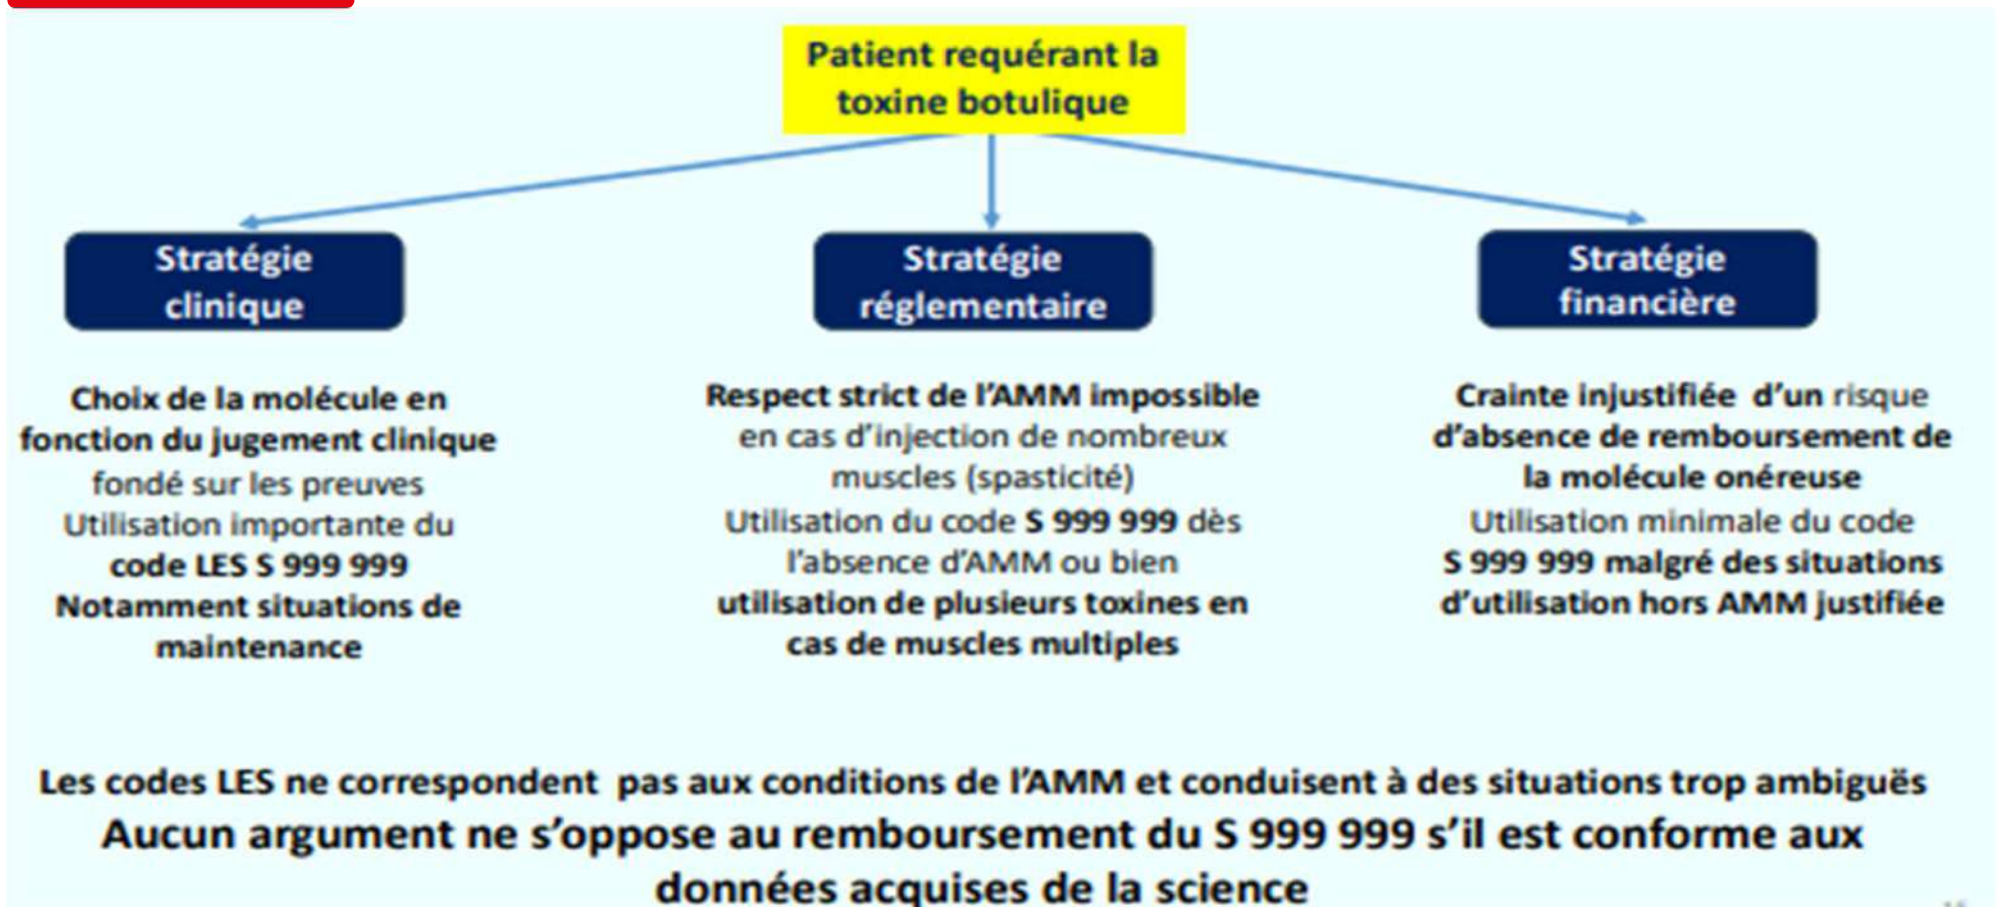 Patient requérant la
toxine botulique
Stratégie
clinique
Stratégie
réglementaire
Stratégie
financière
Choix de la molécule en
fonction du jugement clinique
fondé sur les preuves
Utilisation importante du
code LES S 999 999
Notamment situations de
maintenance
Respect strict de l'AMM impossible
en cas d'injection de nombreux
muscles (spasticité)
Utilisation du code S 999 999 dès
l'absence d'AMM ou bien
utilisation de plusieurs toxines en
cas de muscles multiples
Crainte injustifiée d'un risque
d'absence de remboursement de
la molécule onéreuse
Utilisation minimale du code
S 999 999 malgré des situations
d'utilisation hors AMM justifiée
Les codes LES ne correspondent pas aux conditions de l'AMM et conduisent à des situations trop ambiguës
Aucun argument ne s'oppose au remboursement du S 999 999 s'il est conforme aux
données acquises de la science